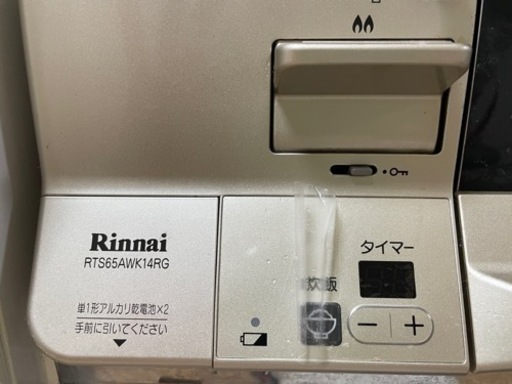 Rinnai
RTS65AWK14RG
単1形アルカリ乾電池×2
手前に引いてください
炊飯
タイマー
− +